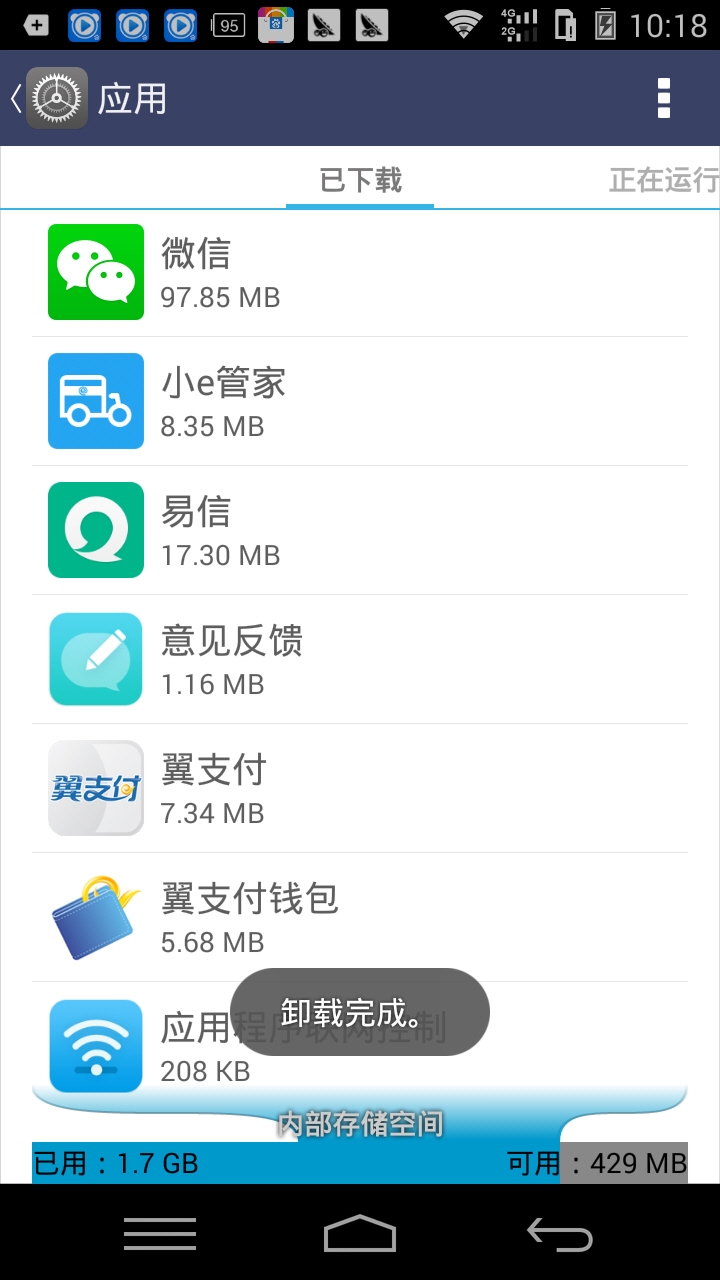 95
4G
2G
10:18
应用
已下载
正在运行
微信
97.85 MB
小e管家
8.35 MB
易信
17.30 MB
意见反馈
1.16 MB
翼支付
翼支付
7.34 MB
翼支付钱包
5.68 MB
应用程序联网控制
卸载完成。
208 KB
内部存储空间
已用：1.7 GB
可用：429 MB